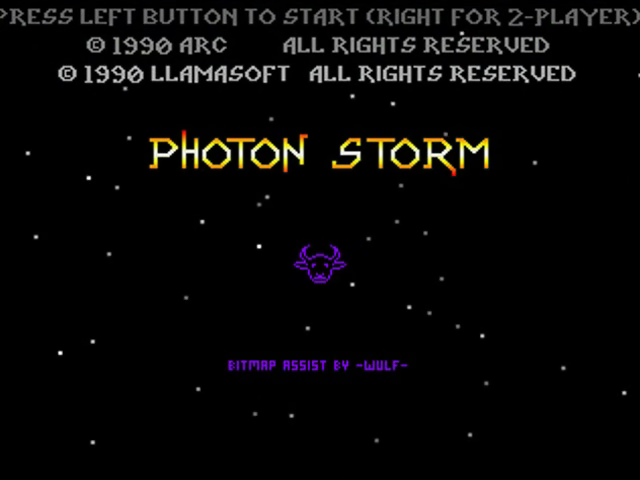 PRESS LEFT BUTTON TO START (RIGHT FOR 2-PLAYER)
© 1990 ARC ALL RIGHTS RESERVED
© 1990 LLAMASOFT ALL RIGHTS RESERVED
PHOTON STORM
BITMAP ASSIST BY -WULF-